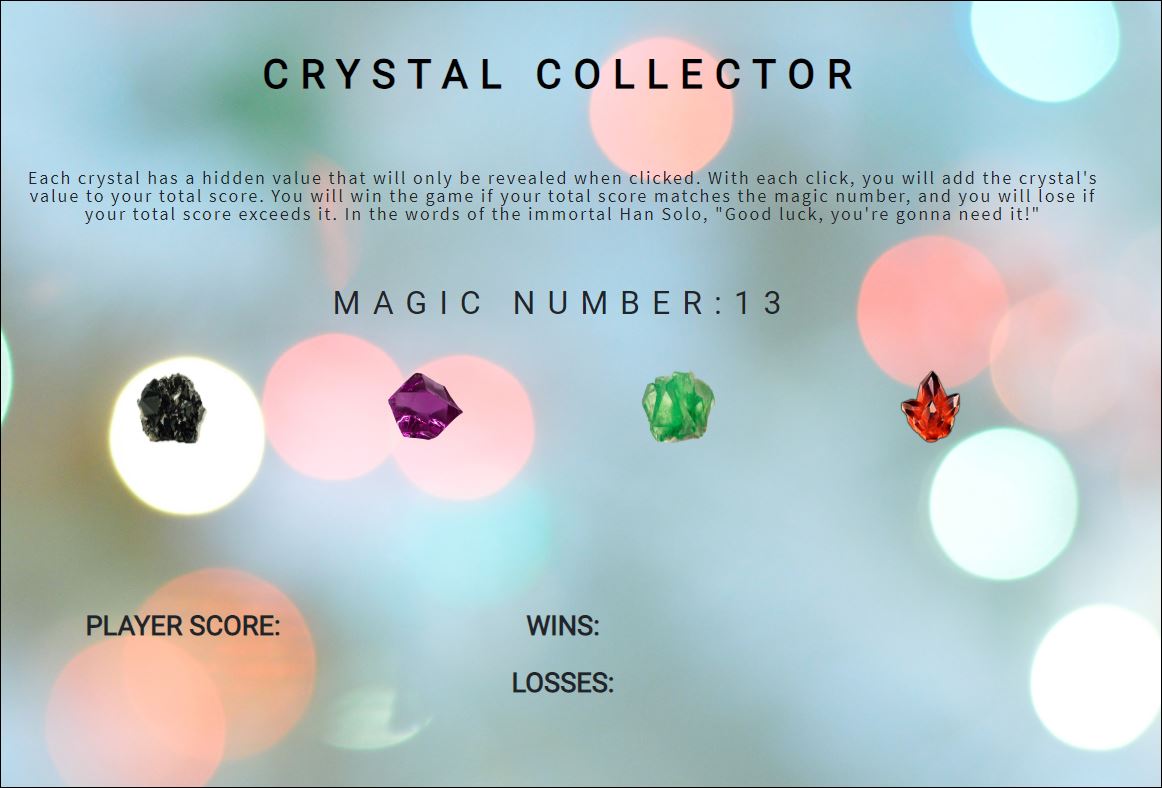 CRYSTAL COLLECTOR
Each crystal has a hidden value that will only be revealed when clicked. With each click, you will add the crystal's
value to your total score. You will win the game if your total score matches the magic number, and you will lose if
your total score exceeds it. In the words of the immortal Han Solo, "Good luck, you're gonna need it!"
MAGIC NUMBER:13
PLAYER SCORE:
WINS:
LOSSES: